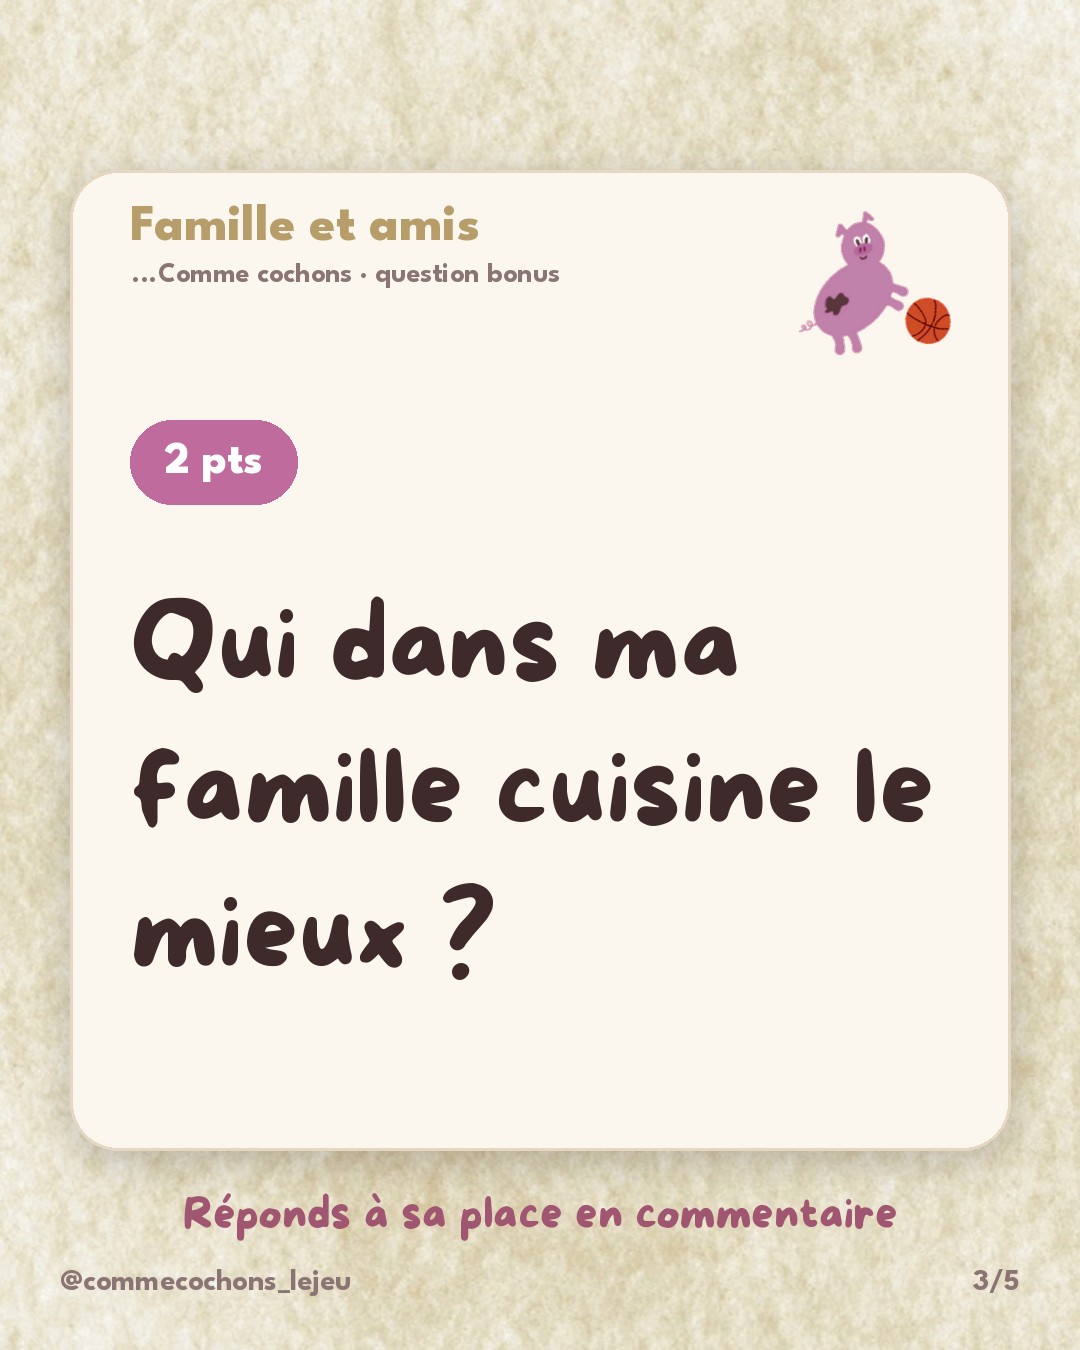 Famille et amis
...Comme cochons · question bonus
2 pts
Qui dans ma
famille cuisine le
mieux ?
Réponds à sa place en commentaire
@commecochons_lejeu
3/5